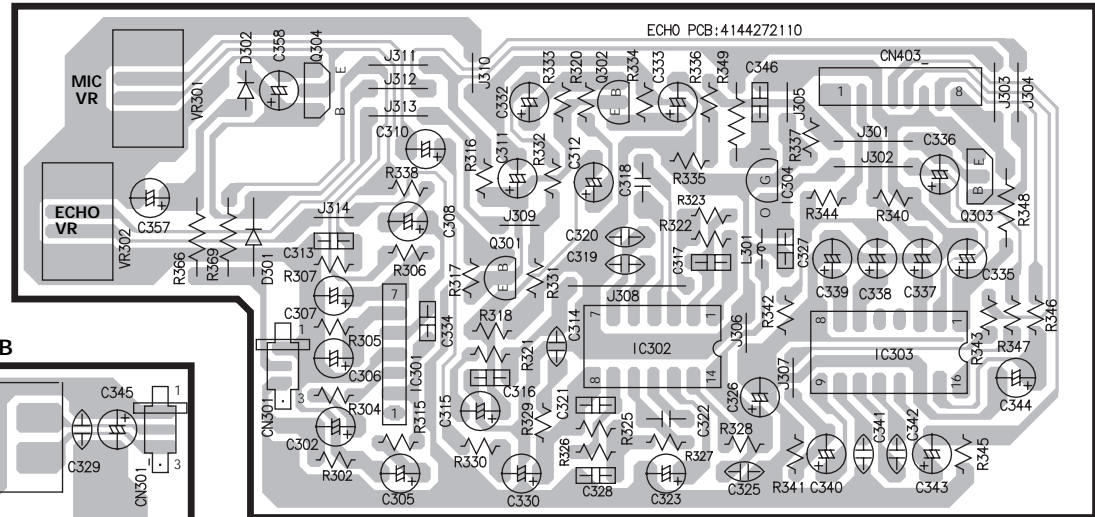 ECHO PCB:4144272110
MIC
VR
VR301
D302
C358
Q304
E
B
J311
J312
J313
J310
C332
R333
R320
Q302
E
B
R334
C333
R336
R349
C346
J305
CN403
1
8
J303
J304
C310
R316
C311
R332
C312
C318
R335
I
G
O
IC304
R337
J301
J302
C336
E
B
Q303
R348
R338
ECHO
VR
VR302
C357
R366
R369
D301
J314
C313
C308
J309
Q301
E
B
C320
C319
R323
R322
C317
L301
C327
R344
R340
R307
R306
R317
R331
J308
C339
C338
C337
C335
C307
7
C334
R318
R321
C314
7
1
IC302
8
14
J306
R342
8
1
IC303
9
16
R343
R347
R346
1
CN301
3
R305
C306
IC301
1
R304
C302
R302
R315
C305
C315
C316
R330
R329
C330
C321
R325
R326
C328
C322
R327
C323
C326
R328
C325
J307
R341
C340
C341
C342
C343
R345
C344
B
C345
1
C329
CN301
1
3